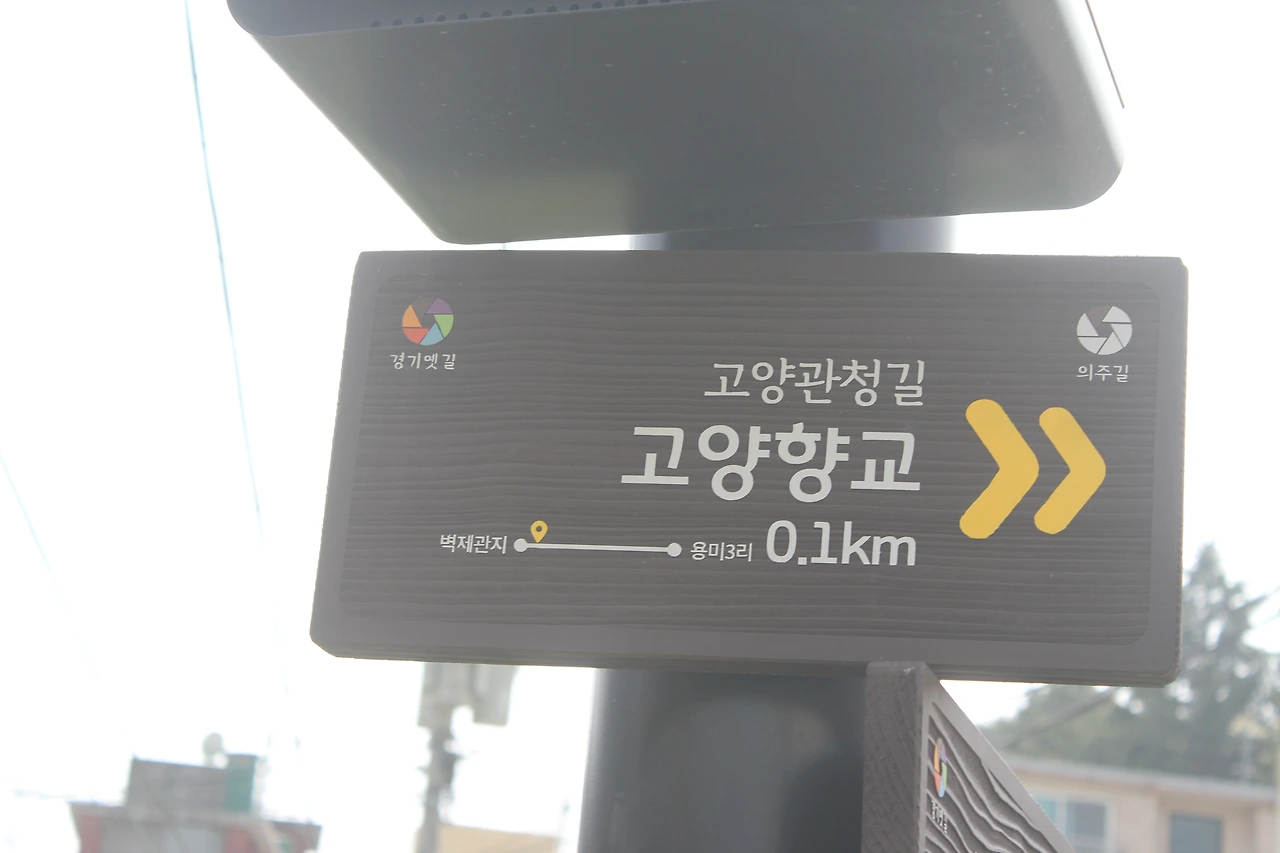 경기옛길
의주길
고양관청길
고양향교
벽제관지 용미3리 0.1km